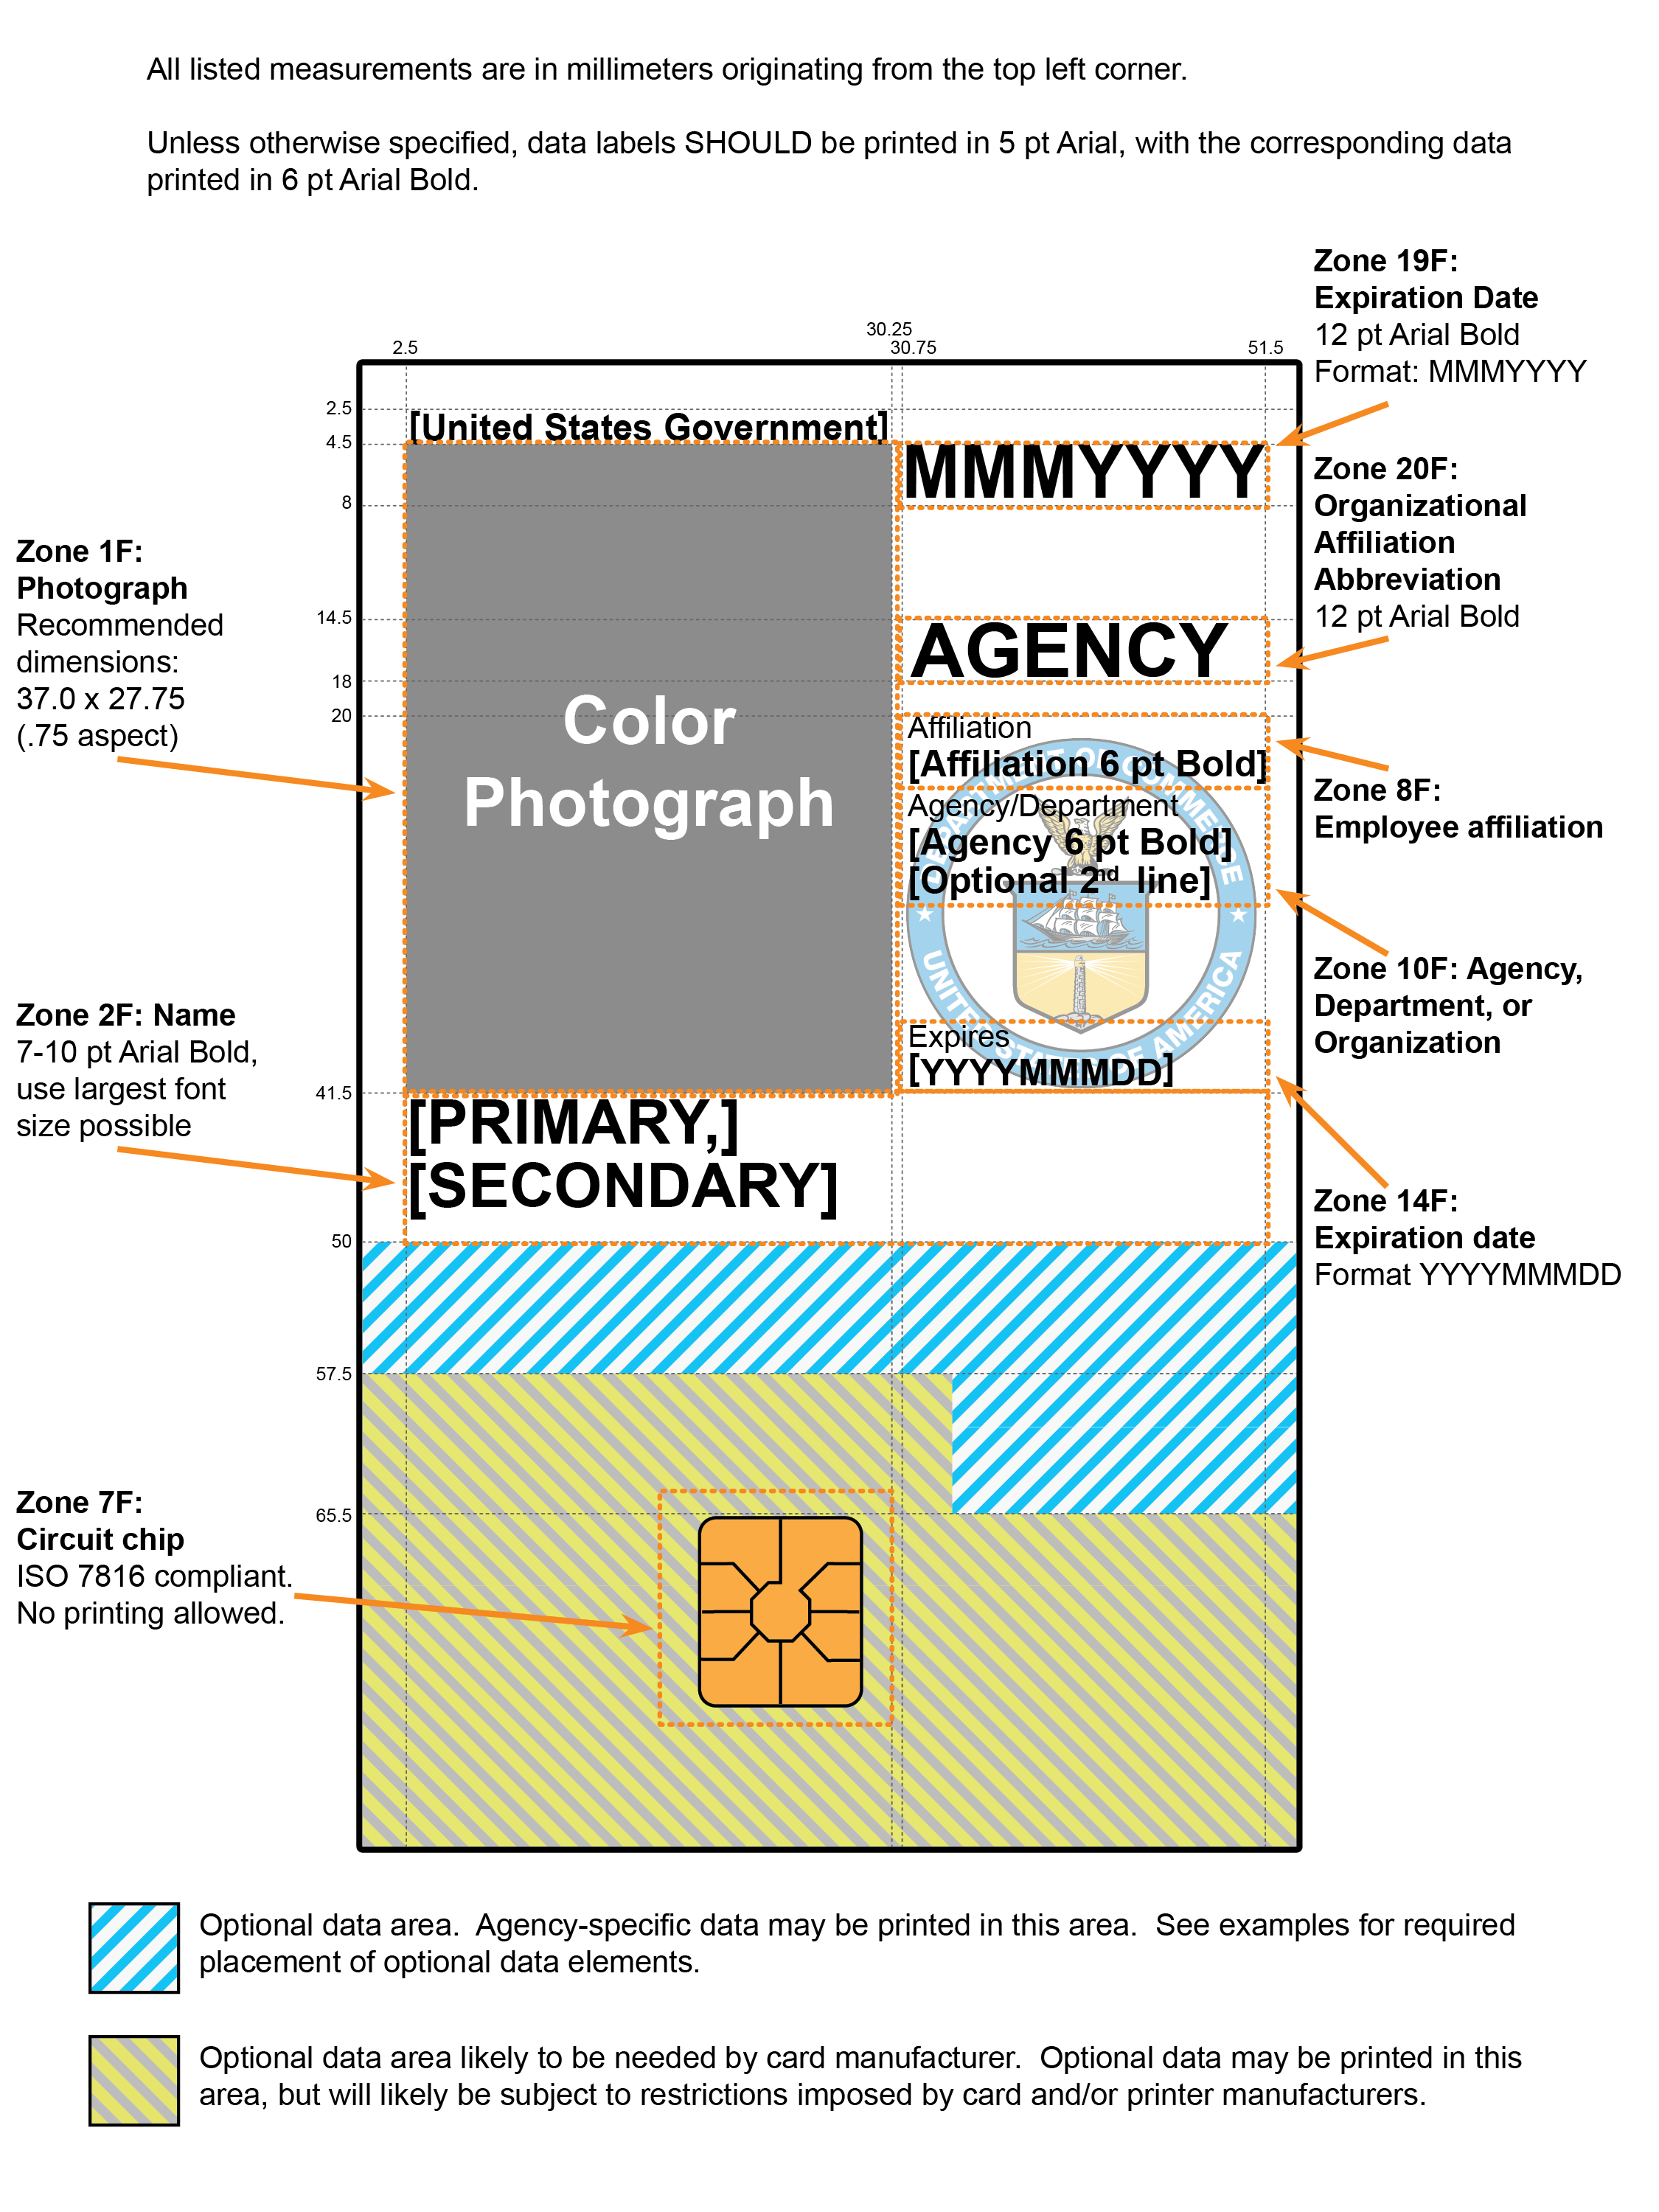 All listed measurements are in millimeters originating from the top left corner.
Unless otherwise specified, data labels SHOULD be printed in 5 pt Arial, with the corresponding data
printed in 6 pt Arial Bold.
Zone 19F:
Expiration Date
12 pt Arial Bold
Format: MMMYYYY
30.25
2.5
30.75
51.5
2.5
[United States Government]
4.5
MMMYYYY
8
Zone 20F:
Organizational
Affiliation
Abbreviation
12 pt Arial Bold
Zone 1F:
Photograph
Recommended
dimensions:
37.0 x 27.75
(.75 aspect)
14.5
AGENCY
18
20
Color
Photograph
Affiliation
[Affiliation 6 pt Bold]
Agency/Department
[Agency 6 pt Bold]
[Optional 2nd line]
DEPARTMENT OF COMMERCE
UNITED STATES OF AMERICA
Zone 8F:
Employee affiliation
Zone 10F: Agency,
Department, or
Organization
Expires
[YYYYMMMDD]
Zone 2F: Name
7-10 pt Arial Bold,
use largest font
size possible
41.5
[PRIMARY,]
[SECONDARY]
Zone 14F:
Expiration date
Format YYYYMMMDD
50
57.5
65.5
Zone 7F:
Circuit chip
ISO 7816 compliant.
No printing allowed.
Optional data area.  Agency-specific data may be printed in this area.  See examples for required
placement of optional data elements.
Optional data area likely to be needed by card manufacturer.  Optional data may be printed in this
area, but will likely be subject to restrictions imposed by card and/or printer manufacturers.